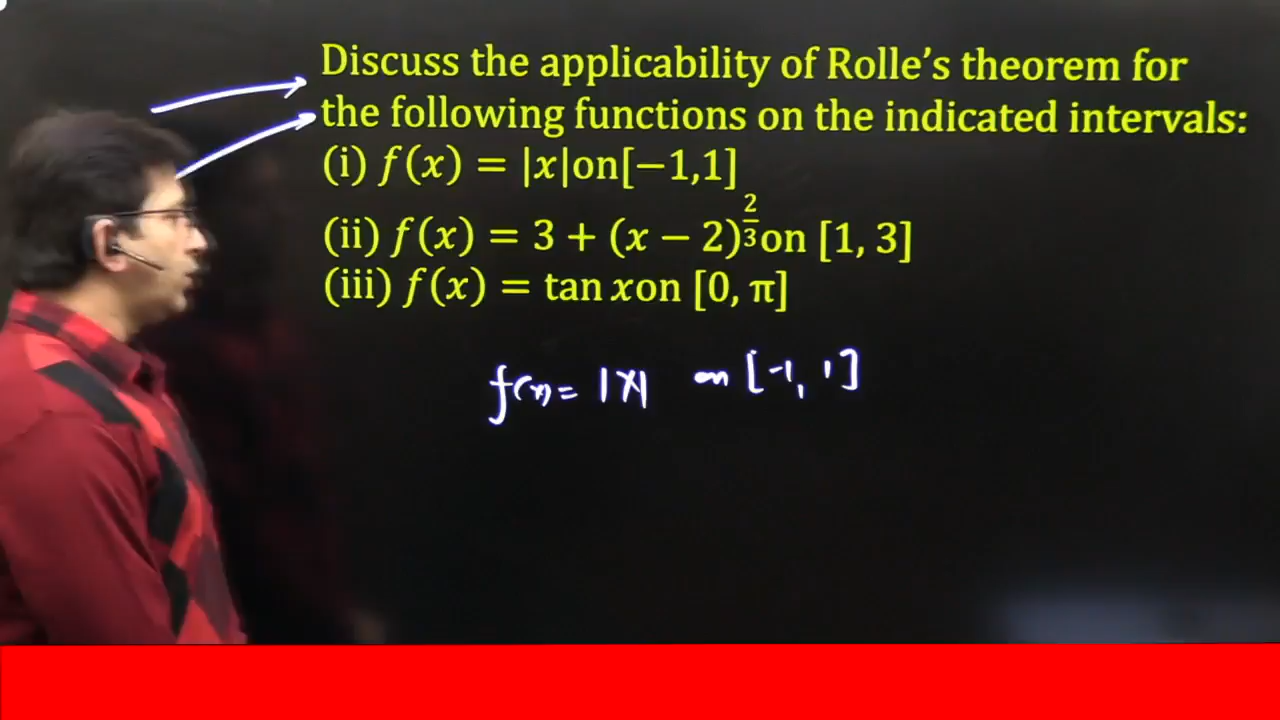 Discuss the applicability of Rolle's theorem for
the following functions on the indicated intervals:
(i) f(x) = |x|on[−1,1]
(ii) f(x) = 3 + (x − 2)^(2/3)on [1, 3]
(iii) f(x) = tan xon [0, π]
f(x) = |x| on [-1, 1]